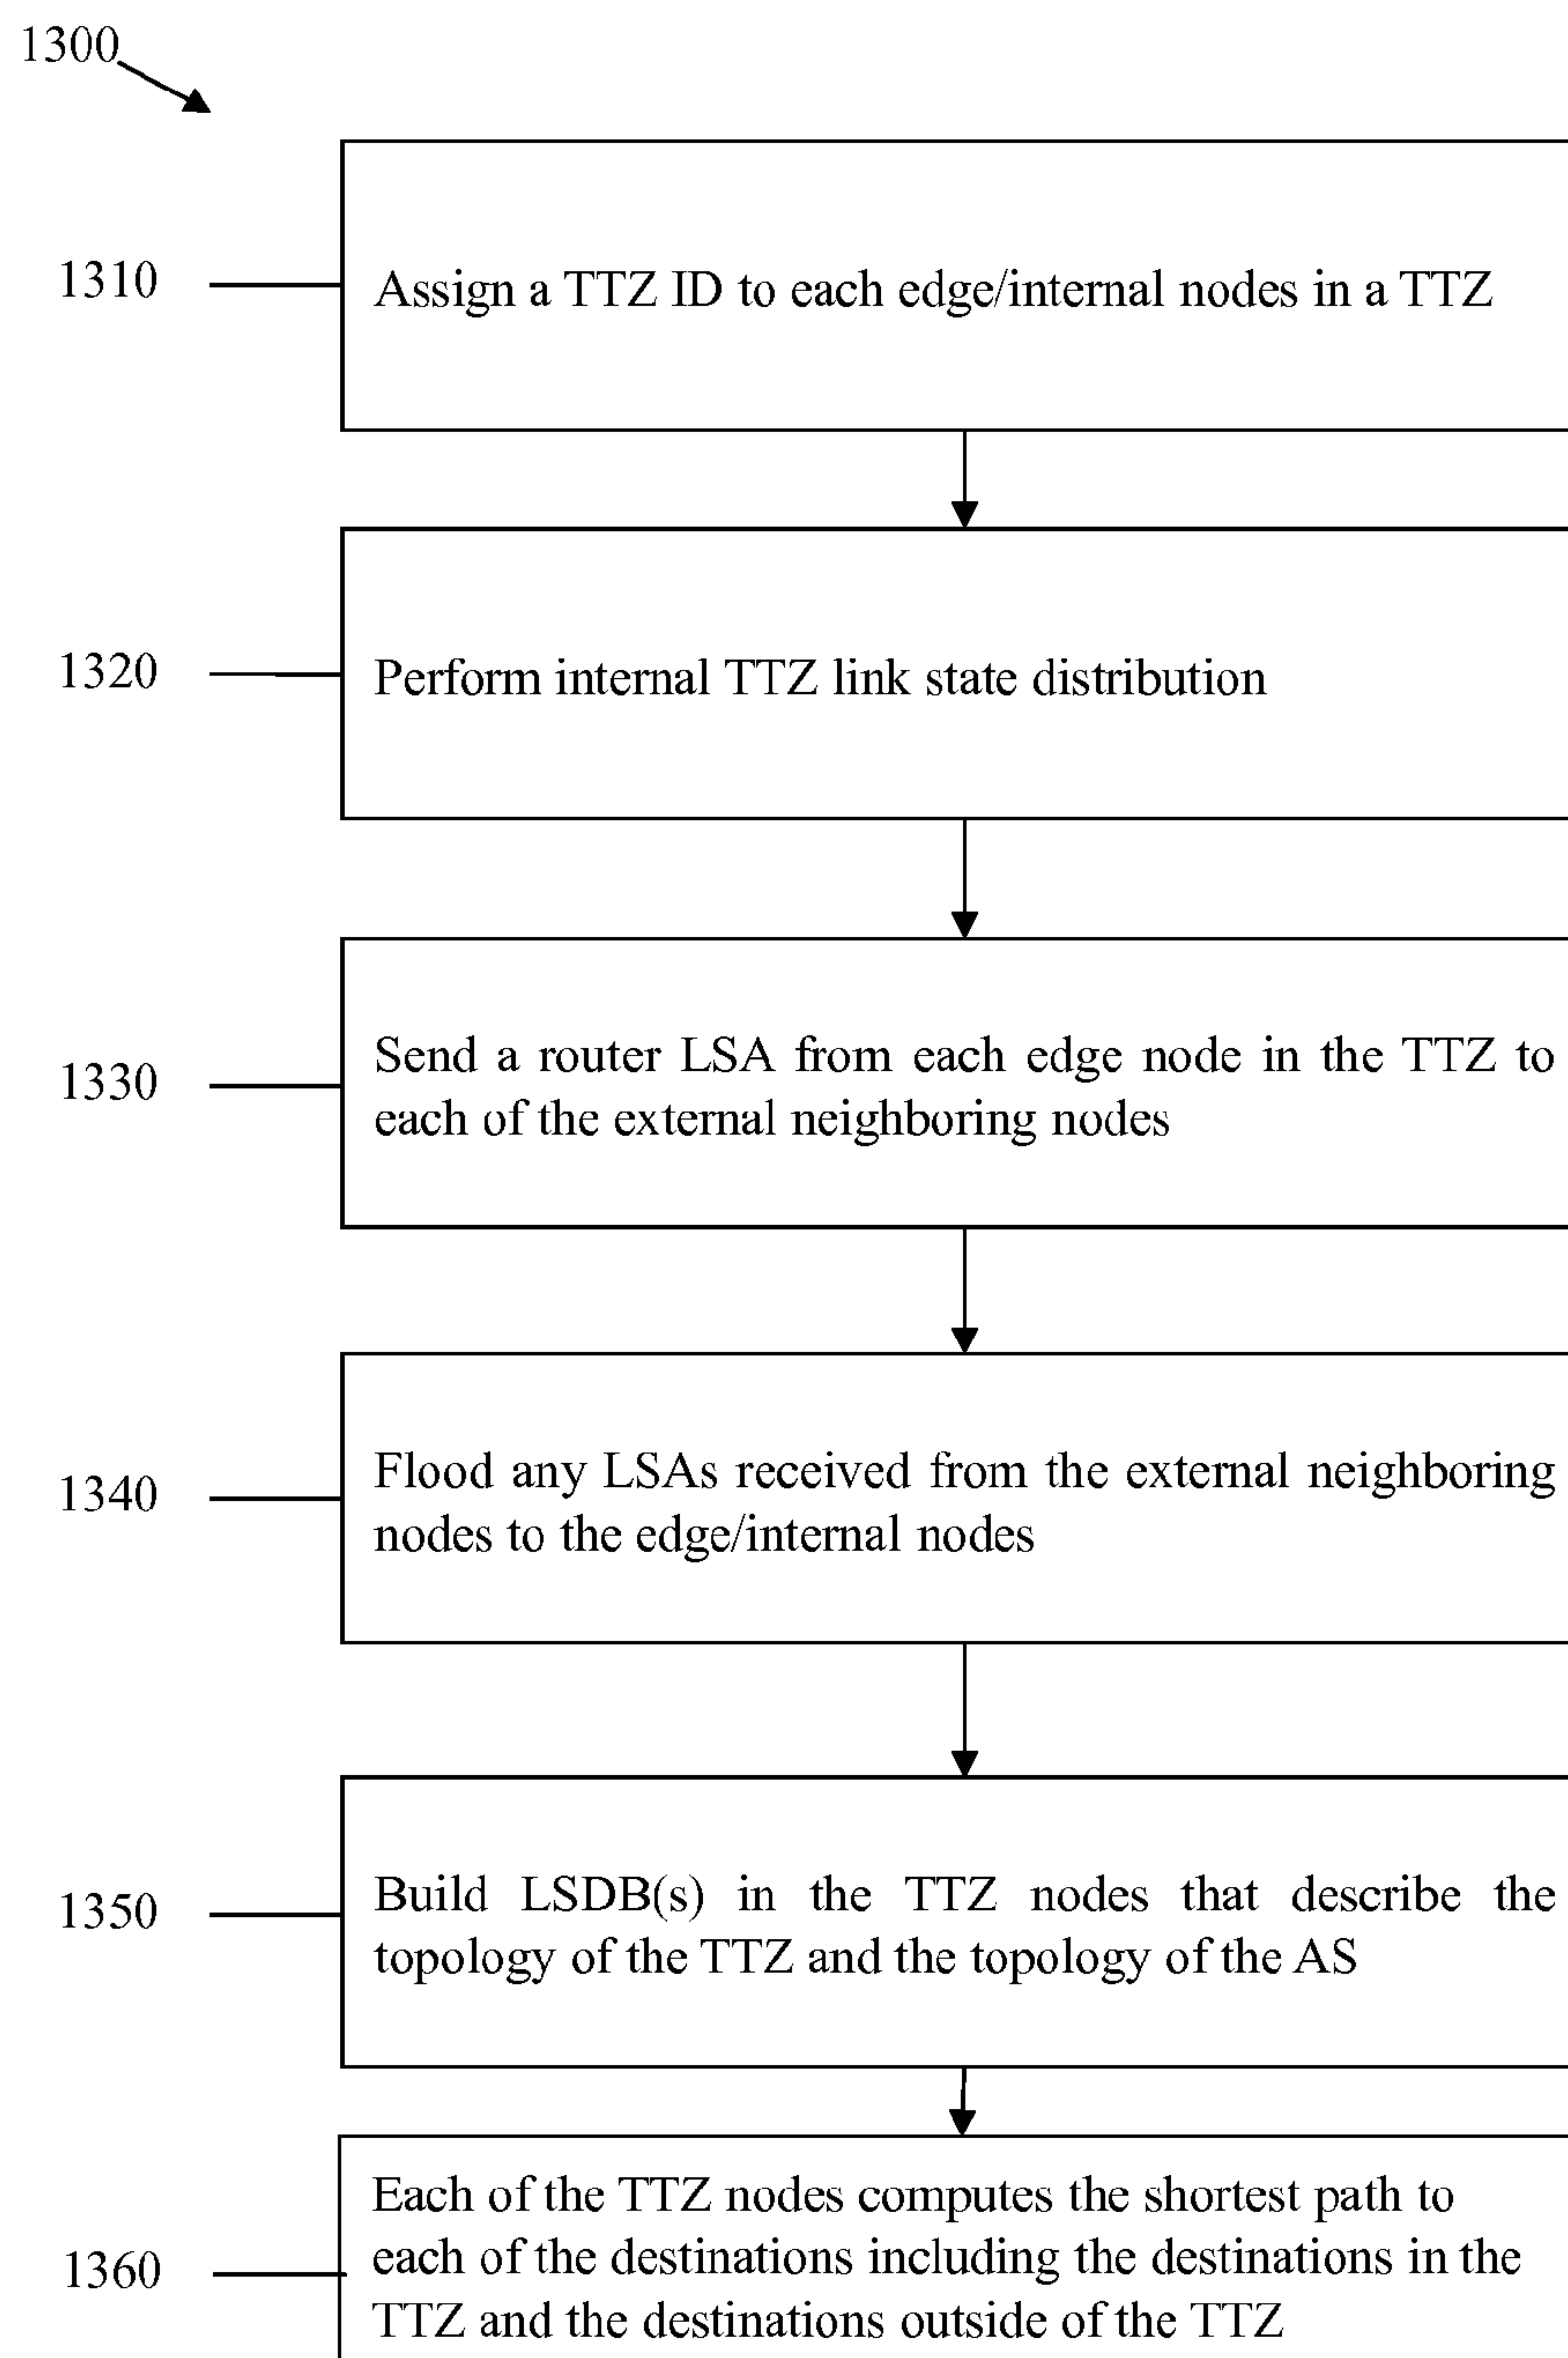 1300
1310
Assign a TTZ ID to each edge/internal nodes in a TTZ
1320
Perform internal TTZ link state distribution
1330
Send a router LSA from each edge node in the TTZ to
each of the external neighboring nodes
1340
Flood any LSAs received from the external neighboring
nodes to the edge/internal nodes
1350
Build LSDB(s) in the TTZ nodes that describe the
topology of the TTZ and the topology of the AS
1360
Each of the TTZ nodes computes the shortest path to
each of the destinations including the destinations in the
TTZ and the destinations outside of the TTZ